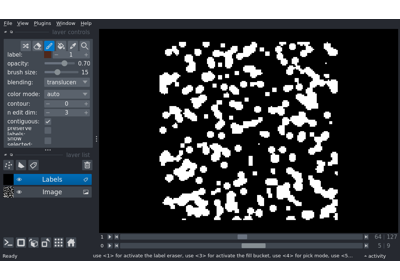 File View Plugins Window Help
layer controls
label: 1
opacity: 0.70
brush size: 15
blending: translucen
color mode: auto
contour: 0
n edit dim: 3
contiguous:
preserve
labels:
show
selected:
layer list
Labels
Image
1 64 127
0 5 9
Ready use <1> for activate the label eraser, use <3> for activate the fill bucket, use <4> for pick mode, use <5... activity